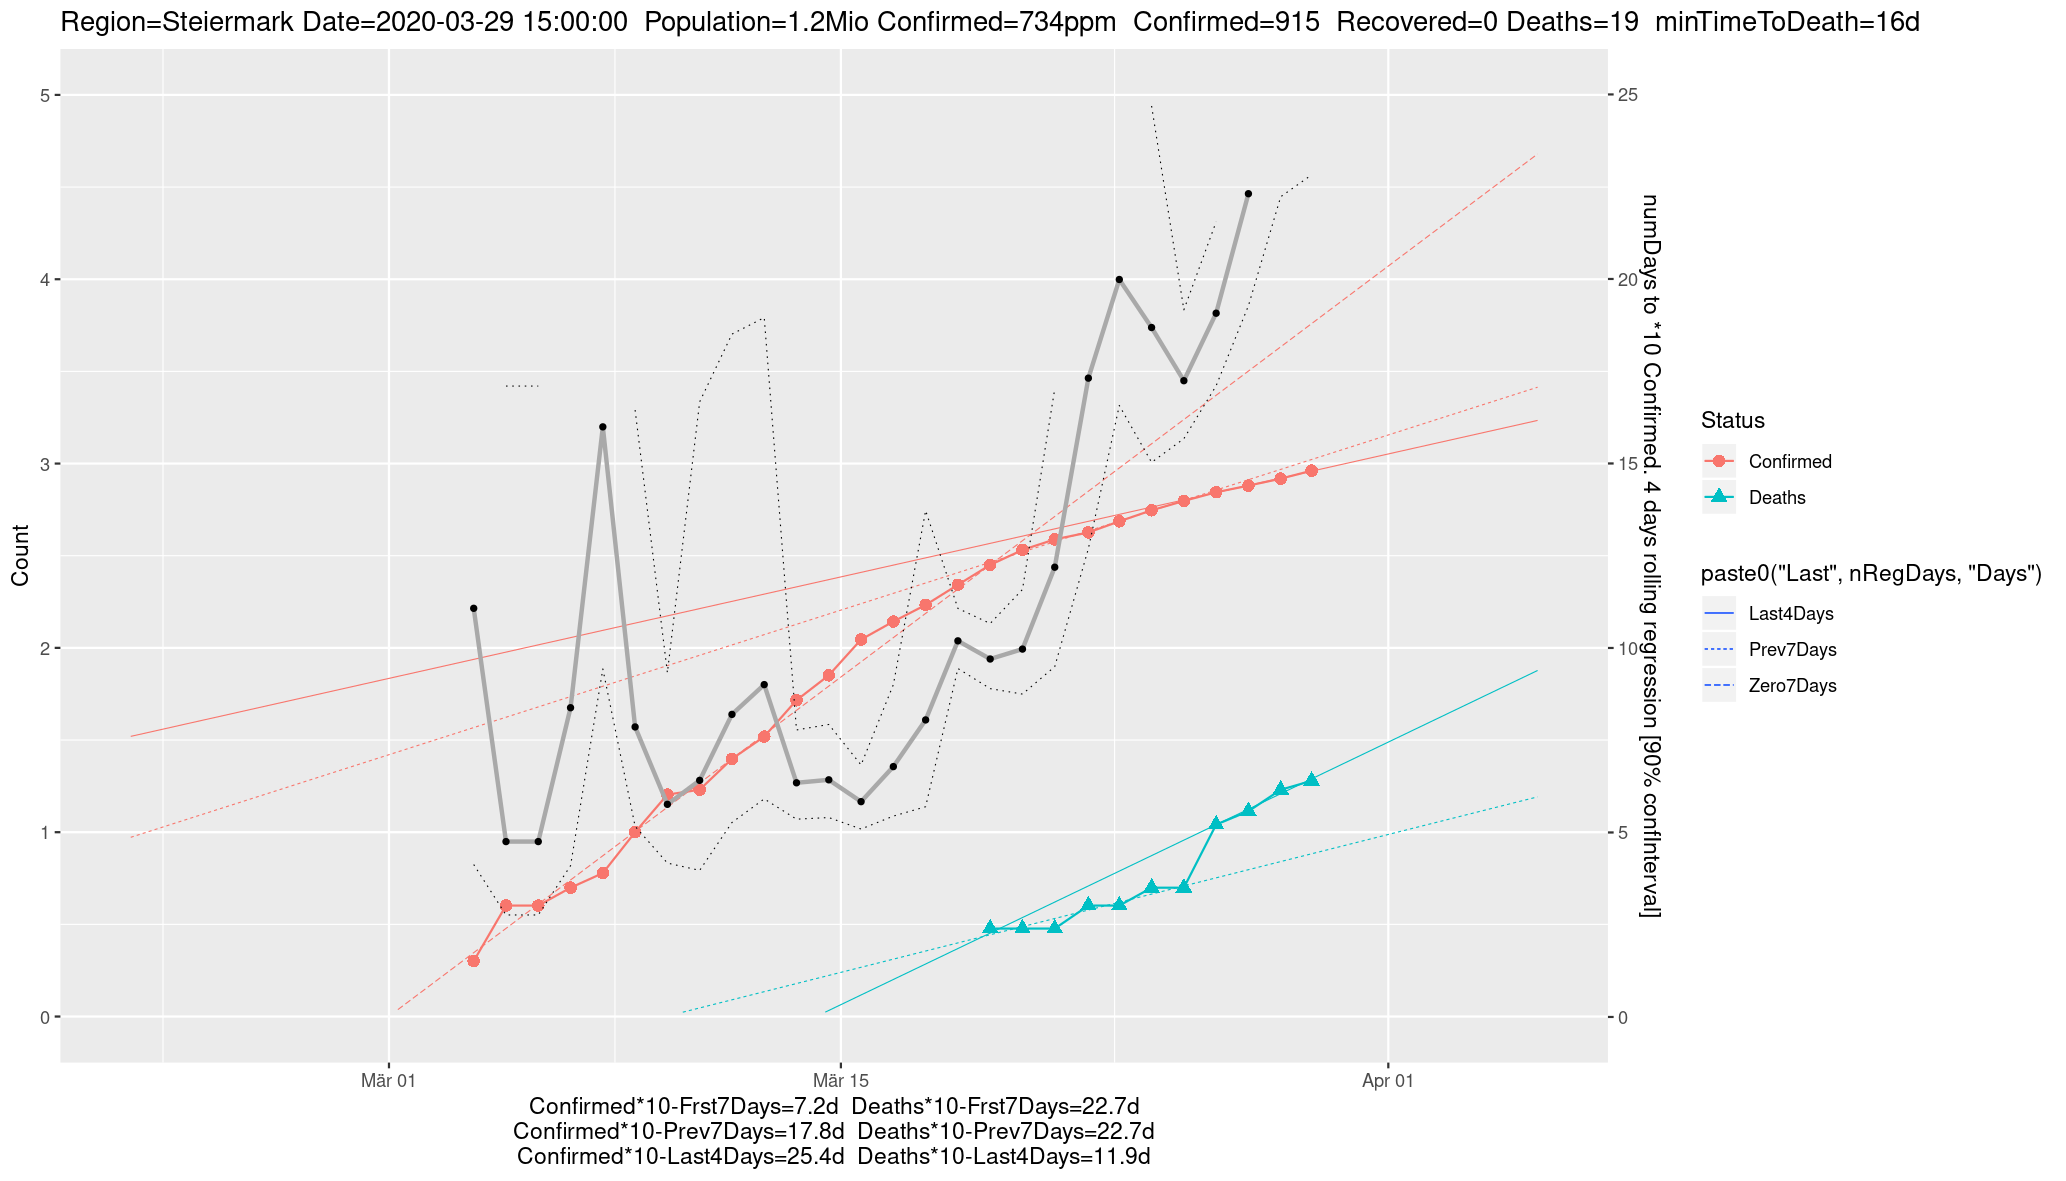 Region=Steiermark Date=2020-03-29 15:00:00  Population=1.2Mio Confirmed=734ppm  Confirmed=915  Recovered=0 Deaths=19  minTimeToDeath=16d
5
4
3
2
1
0
Count
25
20
15
10
5
0
numDays to *10 Confirmed. 4 days rolling regression [90% confInterval]
Mär 01
Mär 15
Apr 01
Confirmed*10-Frst7Days=7.2d  Deaths*10-Frst7Days=22.7d
Confirmed*10-Prev7Days=17.8d  Deaths*10-Prev7Days=22.7d
Confirmed*10-Last4Days=25.4d  Deaths*10-Last4Days=11.9d
Status
Confirmed
Deaths
paste0("Last", nRegDays, "Days")
Last4Days
Prev7Days
Zero7Days